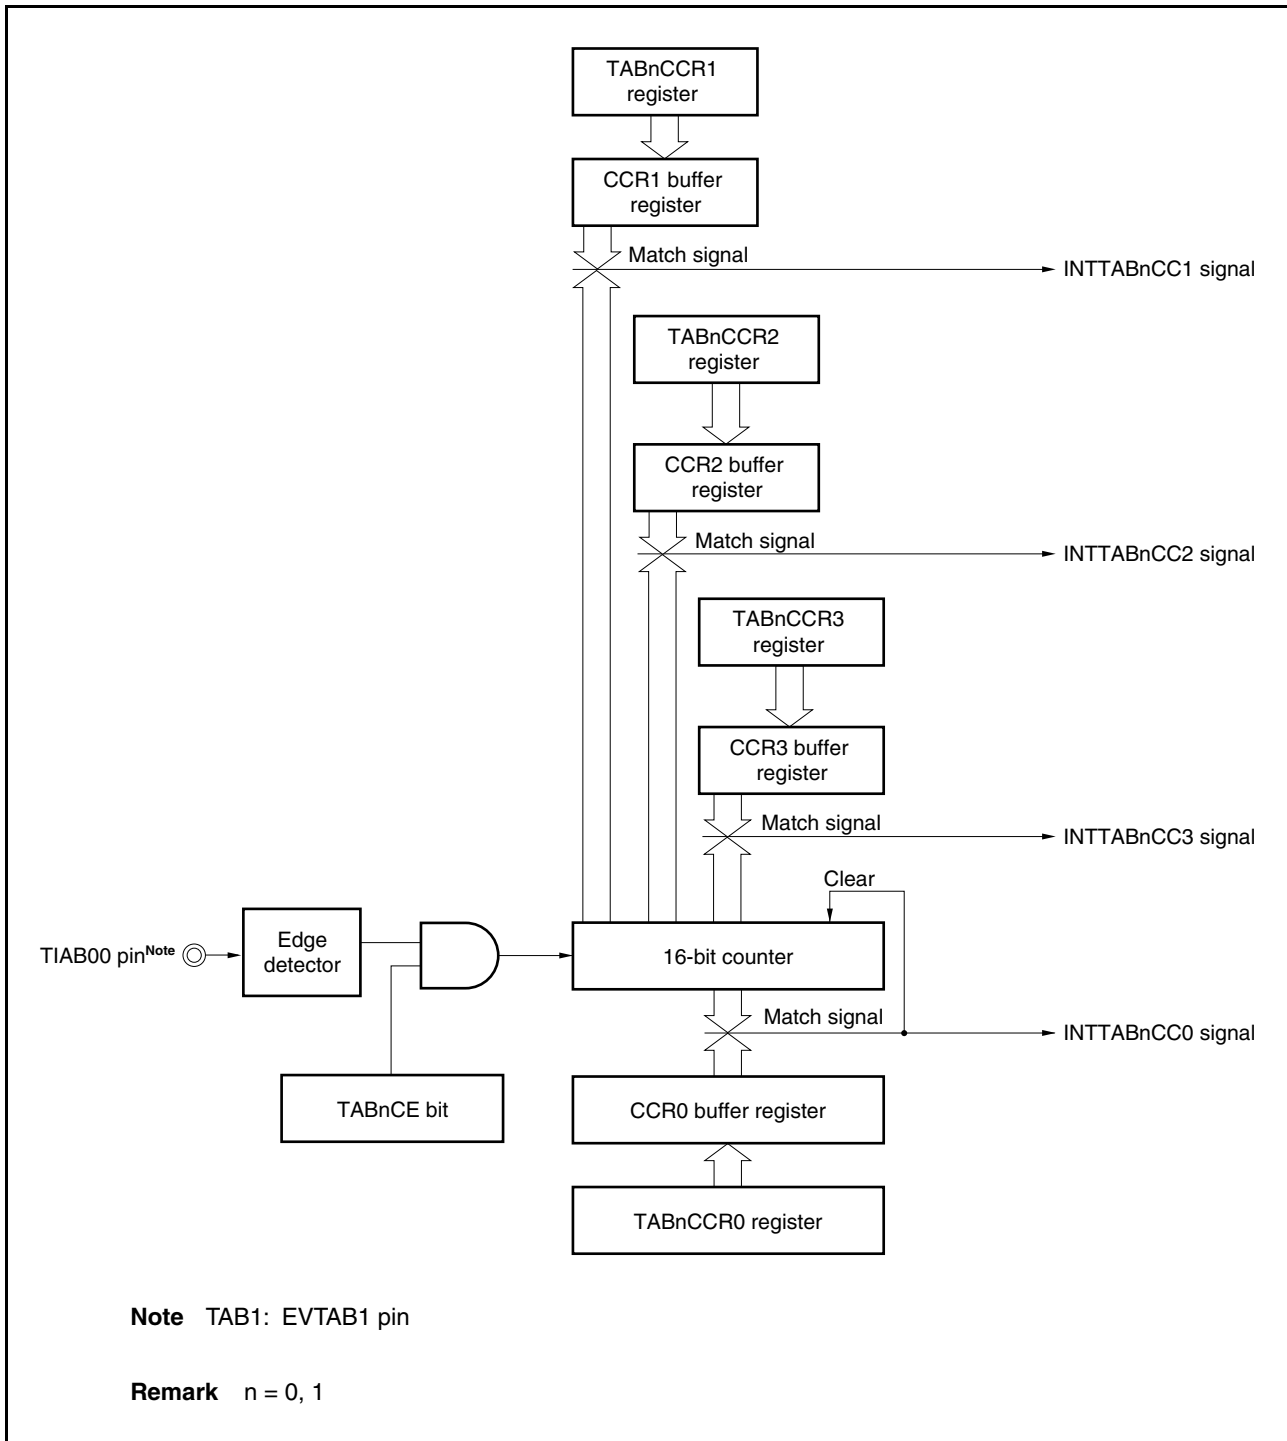 TABnCCR1
register
CCR1 buffer
register
Match signal
INTTABnCC1 signal
TABnCCR2
register
CCR2 buffer
register
Match signal
INTTABnCC2 signal
TABnCCR3
register
CCR3 buffer
register
Match signal
INTTABnCC3 signal
Clear
TIAB00 pinNote
Edge
detector
16-bit counter
Match signal
INTTABnCC0 signal
TABnCE bit
CCR0 buffer register
TABnCCR0 register
Note TAB1: EVTAB1 pin
Remark n = 0, 1